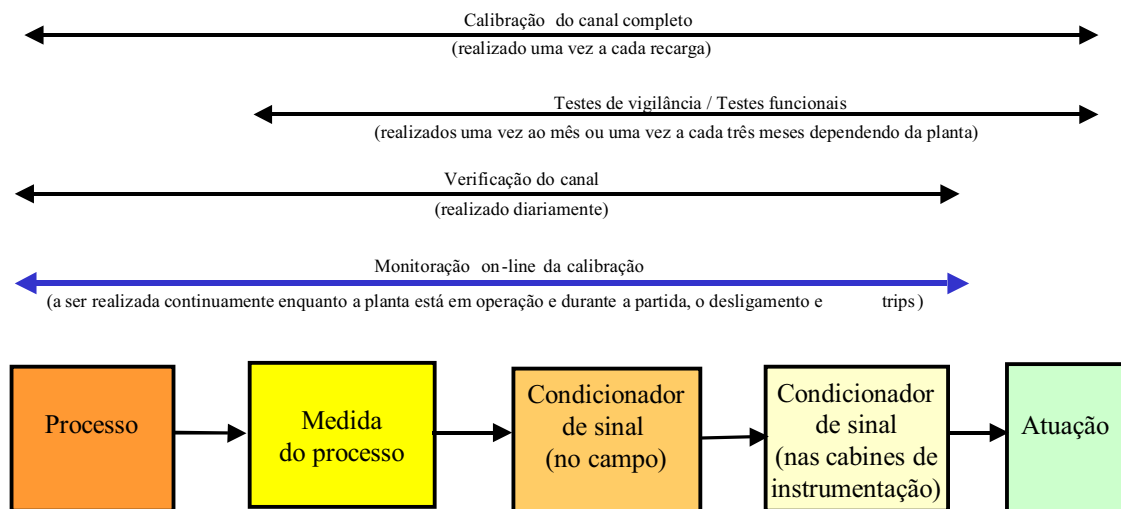 Calibração do canal completo
(realizado uma vez a cada recarga)
Testes de vigilância / Testes funcionais
(realizados uma vez ao mês ou uma vez a cada três meses dependendo da planta)
Verificação do canal
(realizado diariamente)
Monitoração on-line da calibração
(a ser realizada continuamente enquanto a planta está em operação e durante a partida, o desligamento e trips)
Processo
Medida
do processo
Condicionador
de sinal
(no campo)
Condicionador
de sinal
(nas cabines de
instrumentação)
Atuação